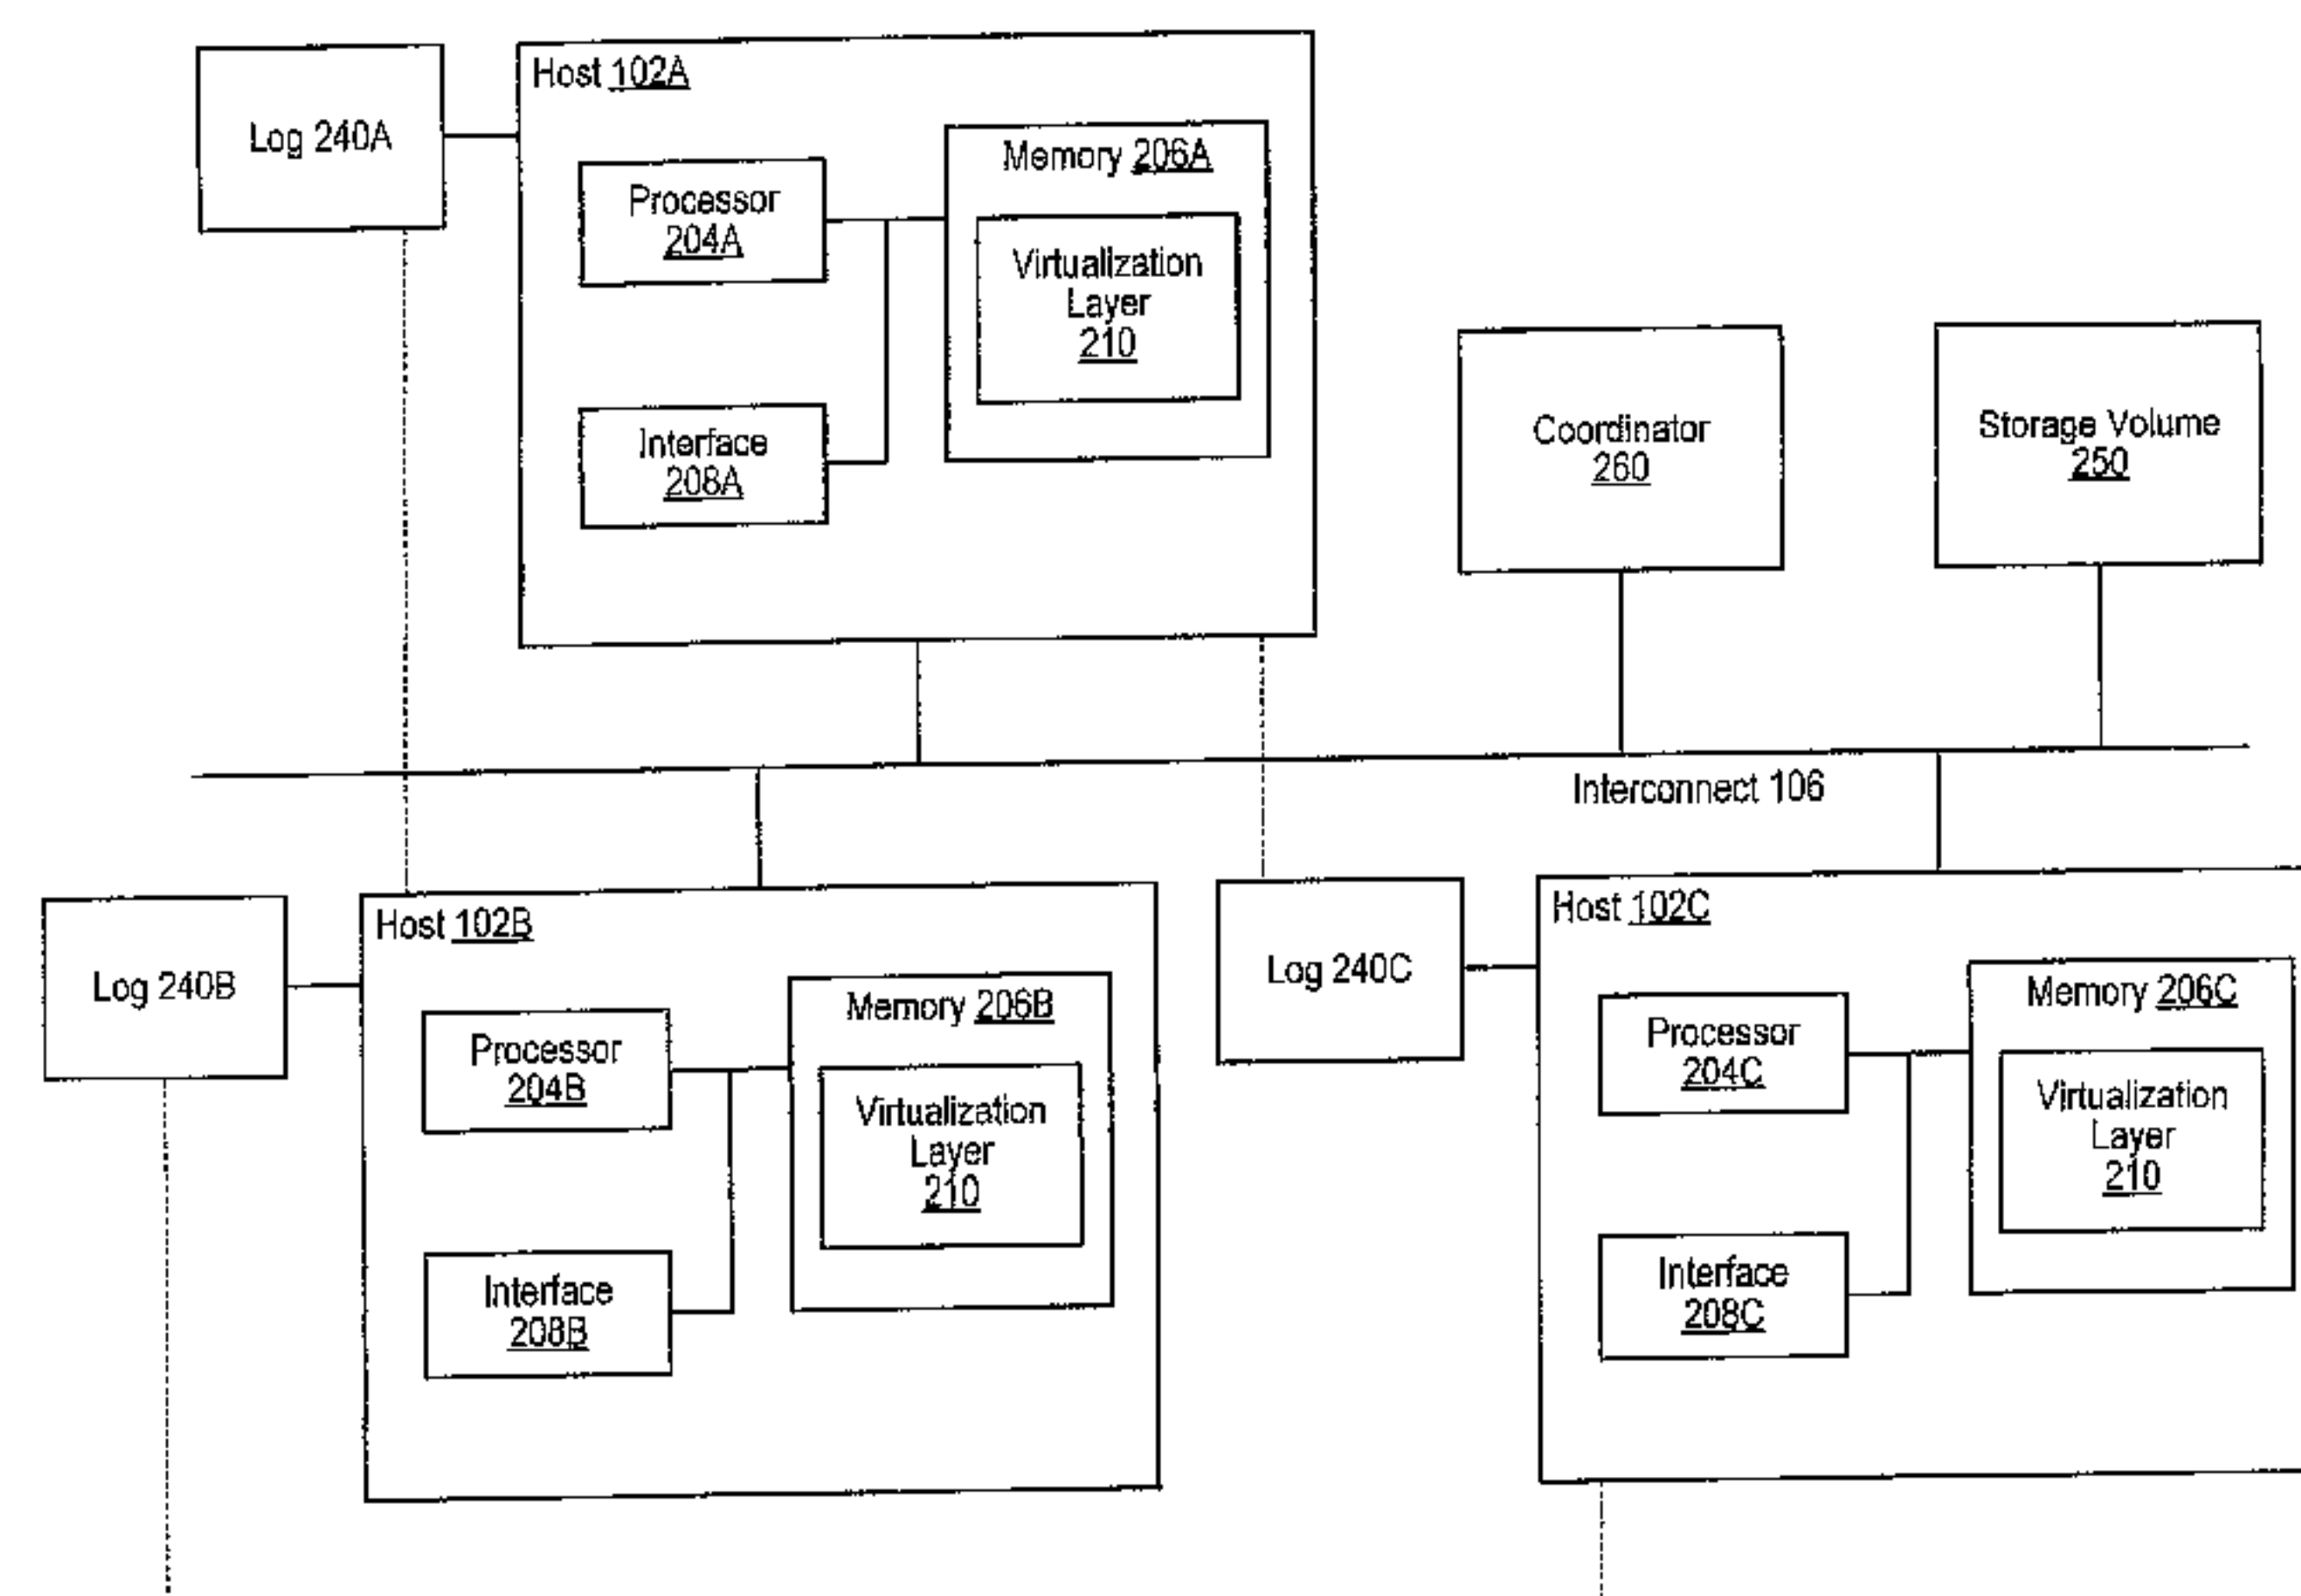 Host 102A
Log 240A
Processor
204A
Memory 206A
Virtualization
Layer
210
Interface
208A
Coordinator
260
Storage Volume
250
Interconnect 106
Host 102B
Log 240B
Processor
204B
Memory 206B
Virtualization
Layer
210
Interface
208B
Log 240C
Host 102C
Processor
204C
Memory 206C
Virtualization
Layer
210
Interface
208C